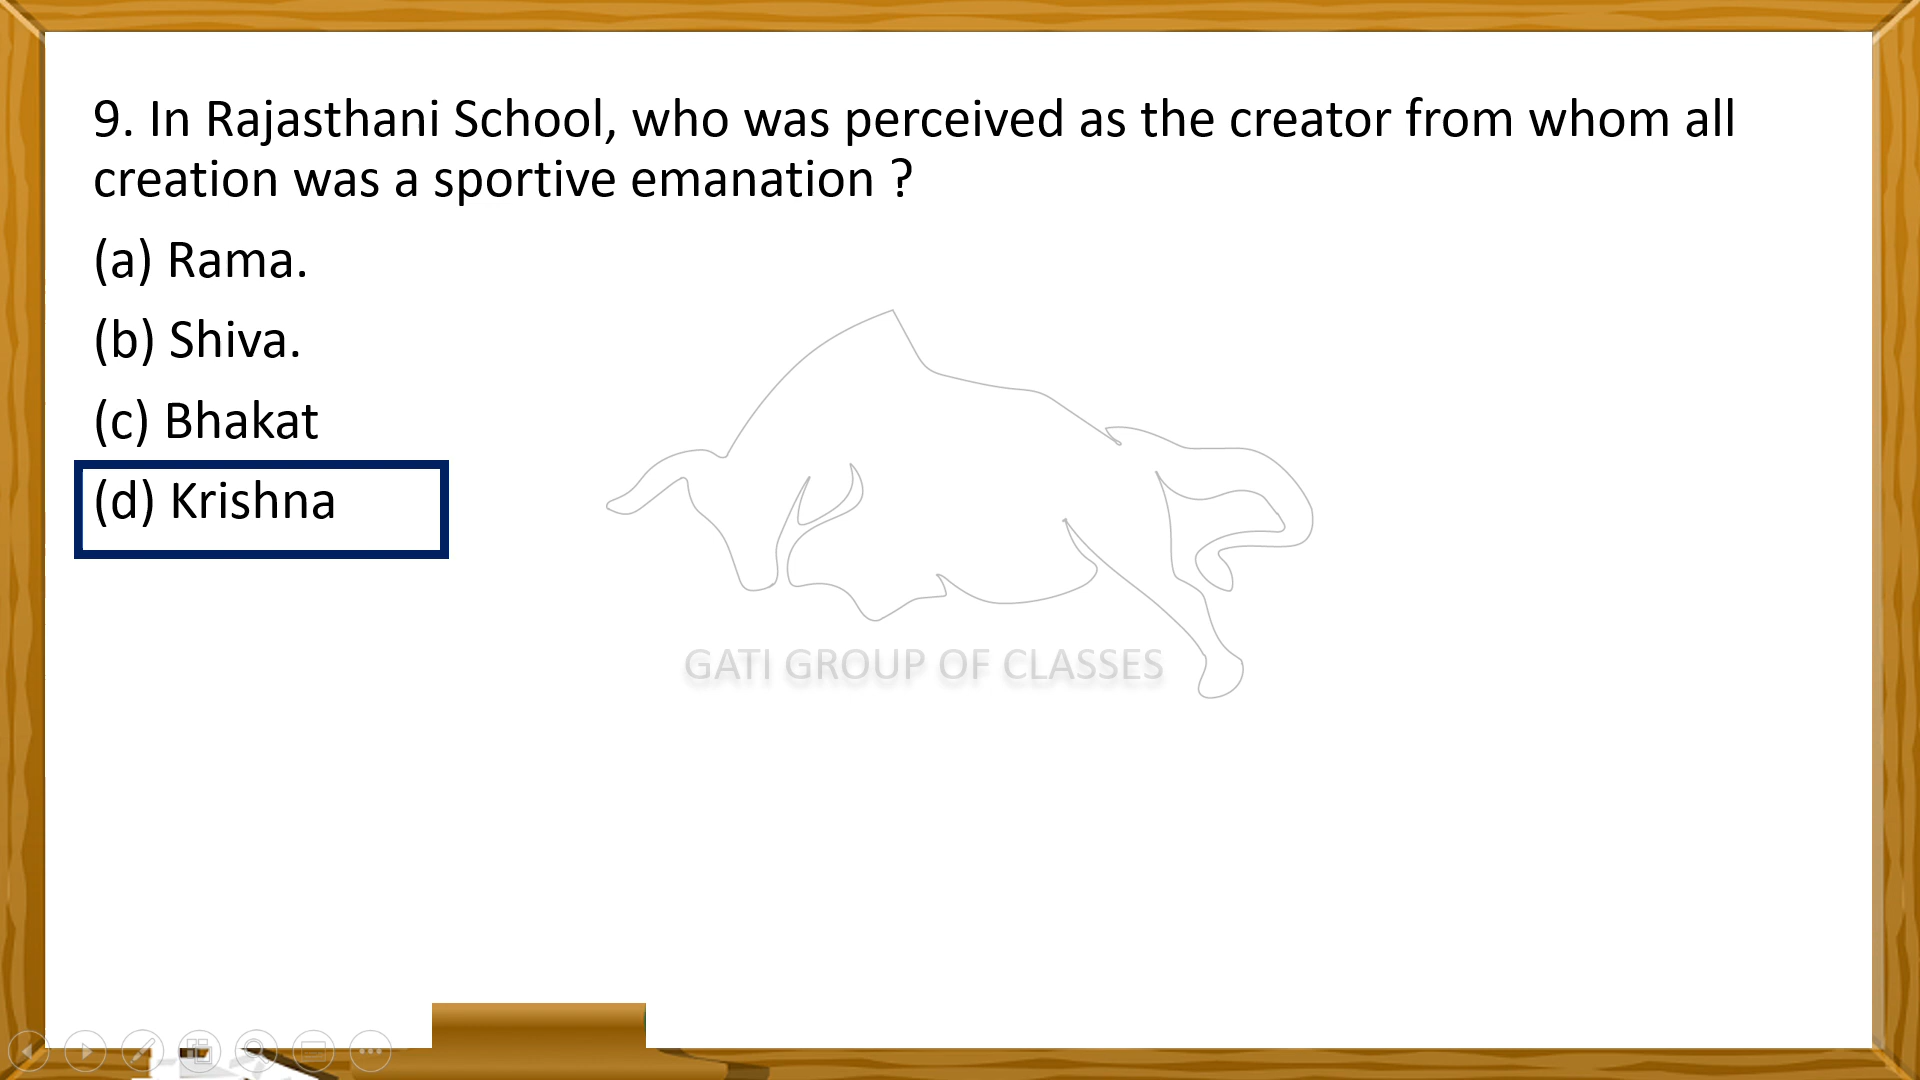 9. In Rajasthani School, who was perceived as the creator from whom all
creation was a sportive emanation ?
(a) Rama.
(b) Shiva.
(c) Bhakat
(d) Krishna
GATI GROUP OF CLASSES